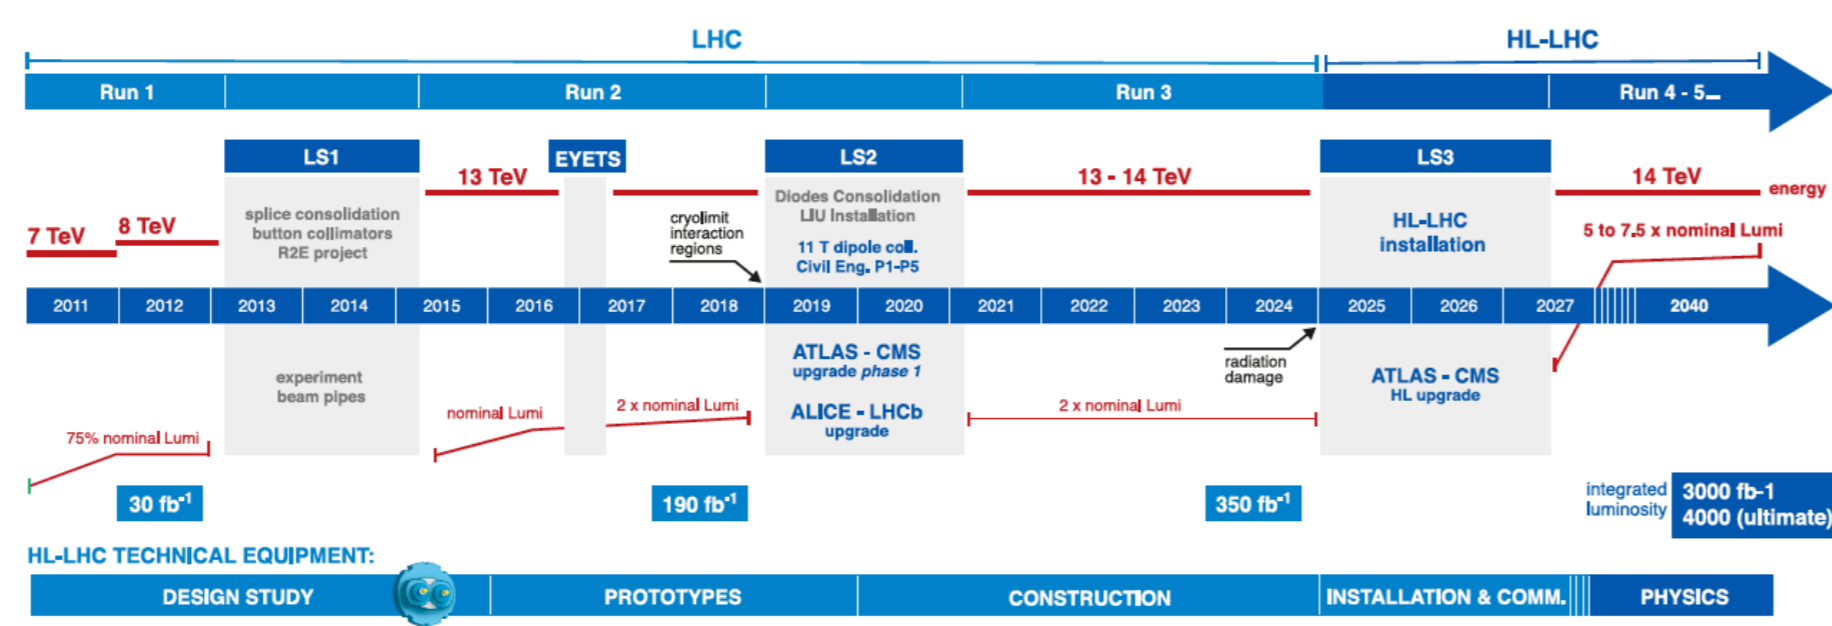 LHC
HL-LHC
Run 1
Run 2
Run 3
Run 4 - 5...
LS1
EYETS
LS2
LS3
13 TeV
13 - 14 TeV
14 TeV
energy
7 TeV
8 TeV
splice consolidation
button collimators
R2E project
cryolimit
interaction
regions
Diodes Consolidation
LIU Installation
11 T dipole coll.
Civil Eng. P1-P5
HL-LHC
installation
5 to 7.5 x nominal Lumi
2011
2012
2013
2014
2015
2016
2017
2018
2019
2020
2021
2022
2023
2024
2025
2026
2027
2040
experiment
beam pipes
ATLAS - CMS
upgrade phase 1
ALICE - LHCb
upgrade
radiation
damage
ATLAS - CMS
HL upgrade
75% nominal Lumi
nominal Lumi
2 x nominal Lumi
2 x nominal Lumi
30 fb⁻¹
190 fb⁻¹
350 fb⁻¹
integrated
luminosity
3000 fb-1
4000 (ultimate)
HL-LHC TECHNICAL EQUIPMENT:
DESIGN STUDY
PROTOTYPES
CONSTRUCTION
INSTALLATION & COMM.
PHYSICS